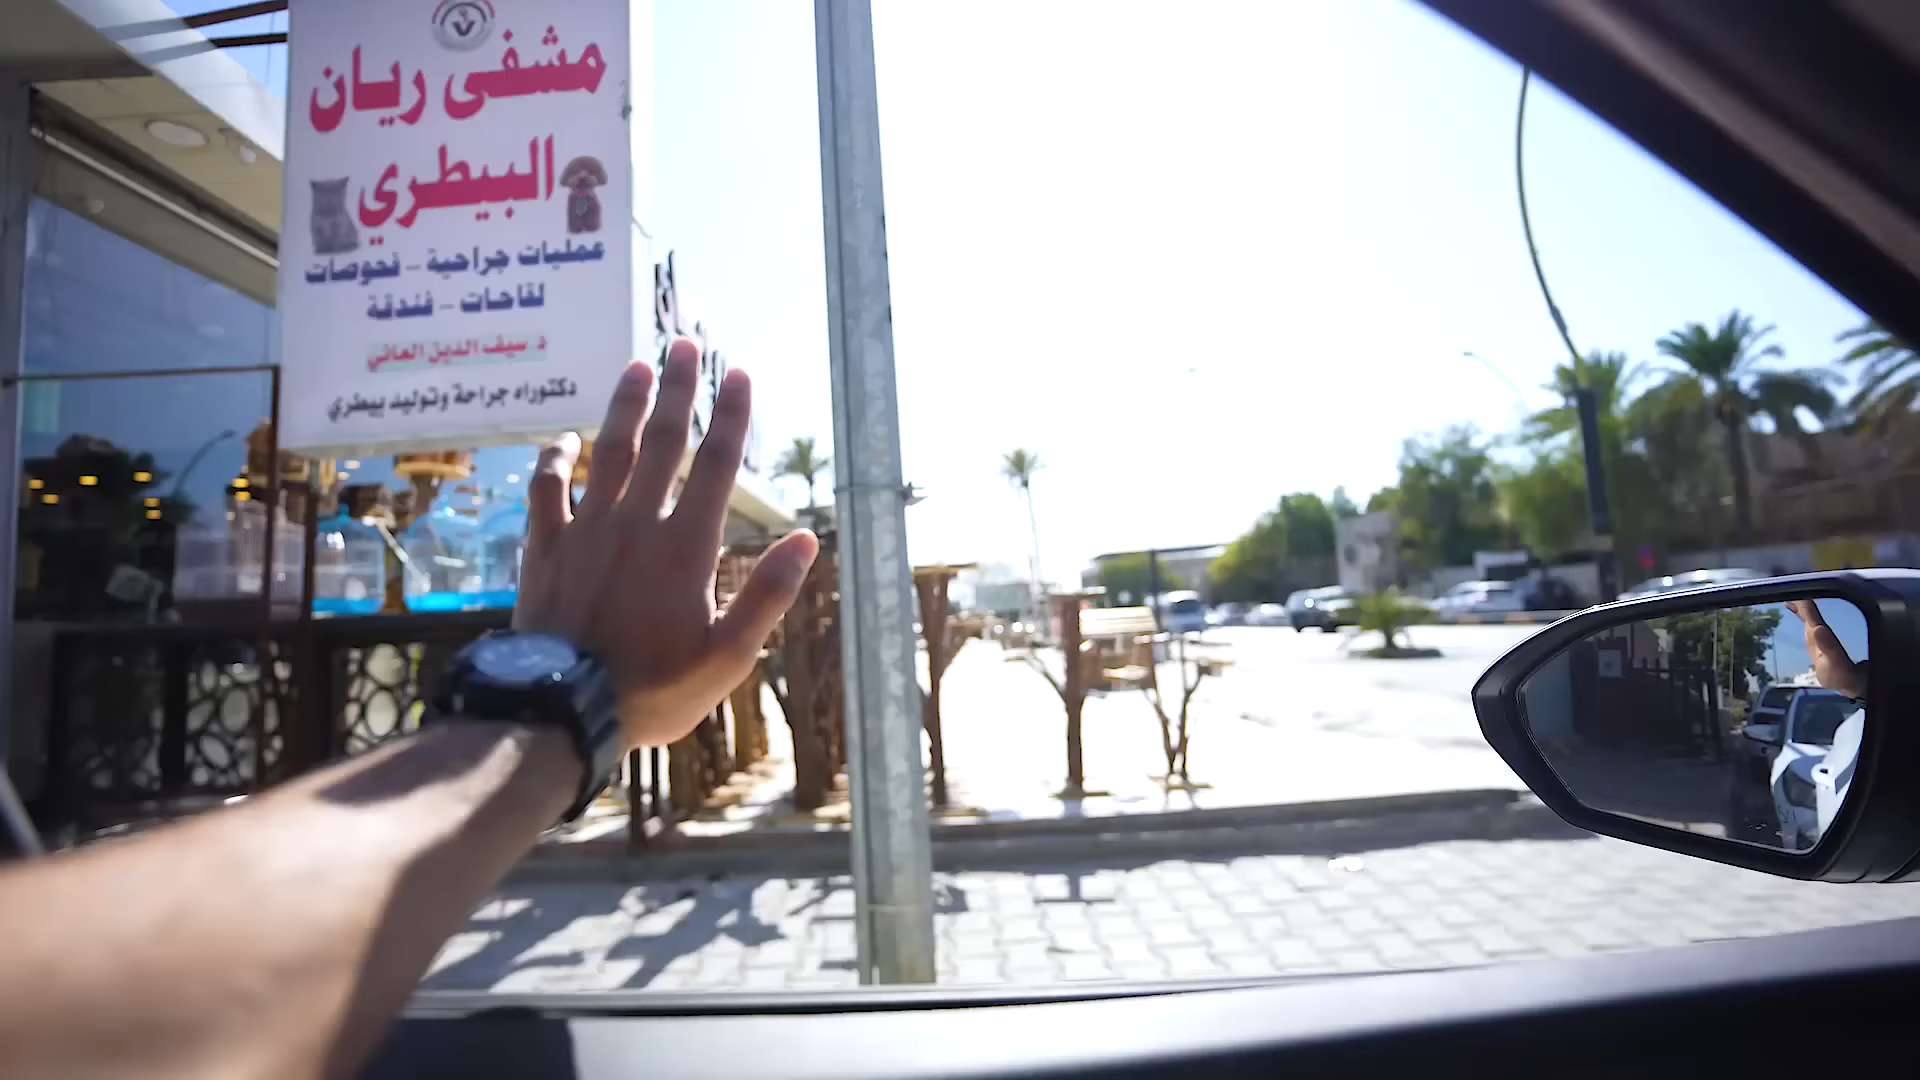 مشفى ريان
البيطري
عمليات جراحية - فحوصات
لقاحات - فندقة
د. سيف الدين العاني
دكتوراه جراحة وتوليد بيطري